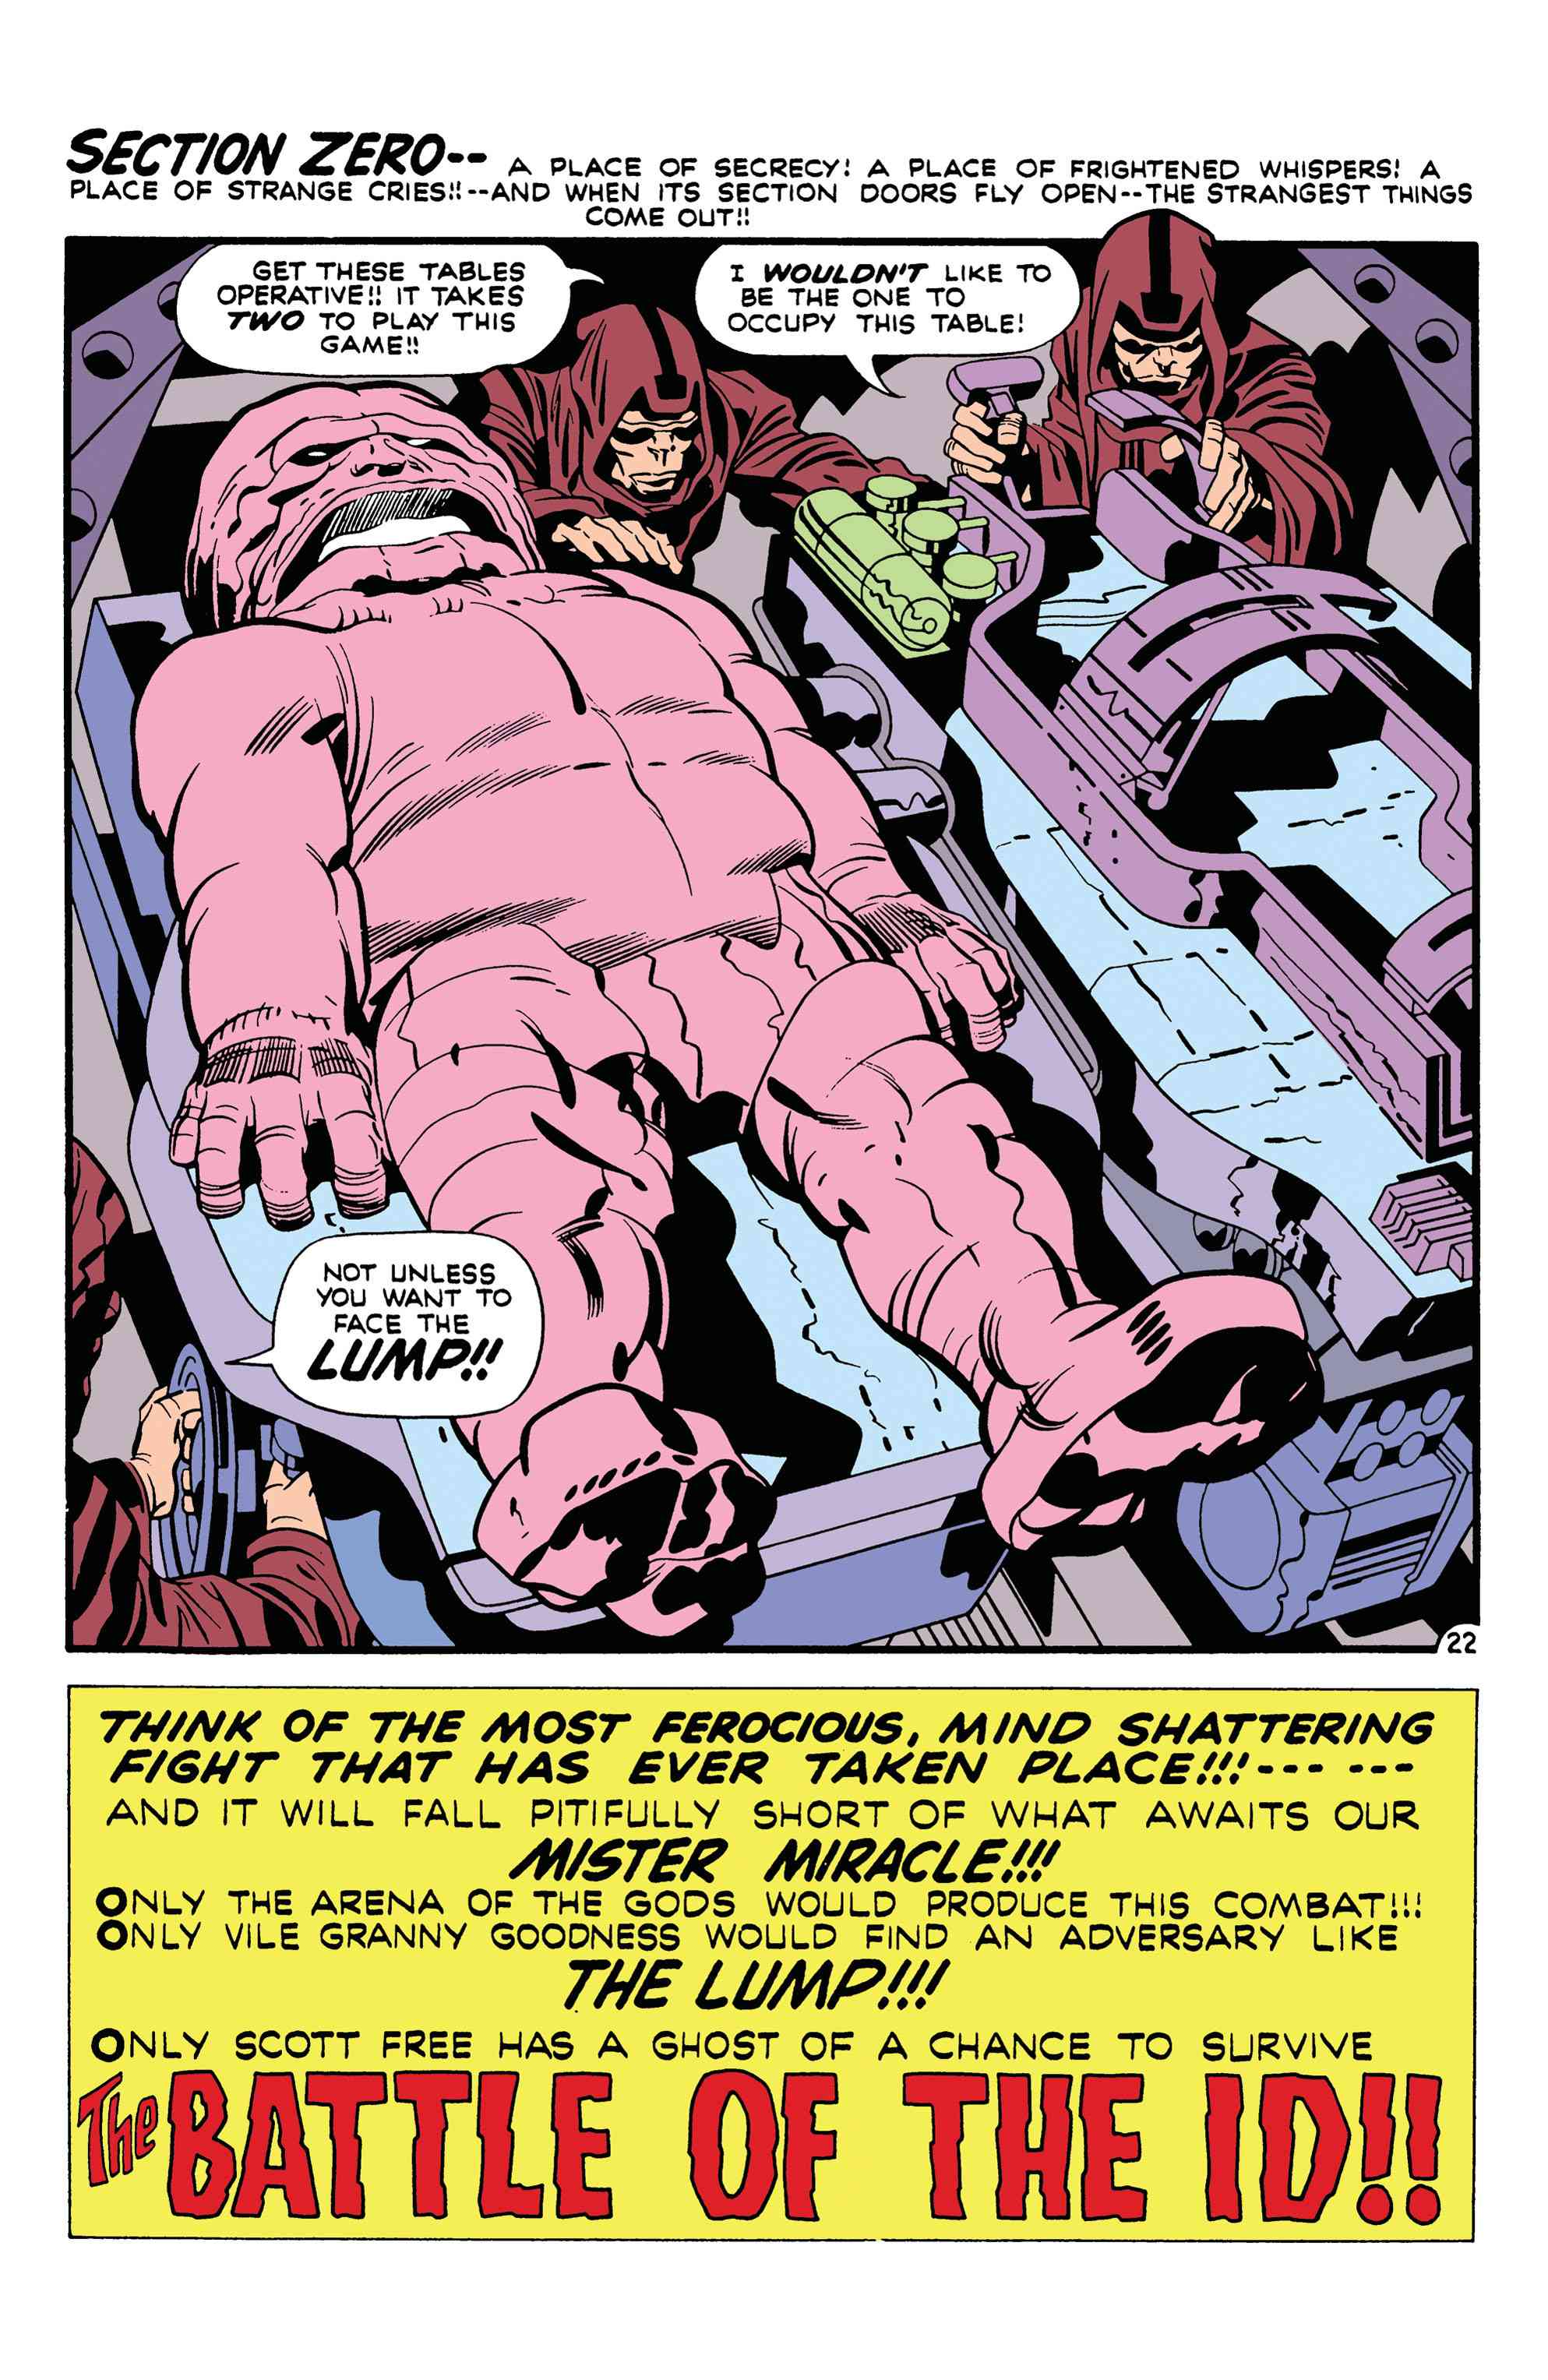 SECTION ZERO-- A PLACE OF SECRECY! A PLACE OF FRIGHTENED WHISPERS! A
PLACE OF STRANGE CRIES!!--AND WHEN ITS SECTION DOORS FLY OPEN--THE STRANGEST THINGS
COME OUT!!
GET THESE TABLES
OPERATIVE!! IT TAKES
TWO TO PLAY THIS
GAME!!
I WOULDN'T LIKE TO
BE THE ONE TO
OCCUPY THIS TABLE!
NOT UNLESS
YOU WANT TO
FACE THE
LUMP!!
22
THINK OF THE MOST FEROCIOUS, MIND SHATTERING
FIGHT THAT HAS EVER TAKEN PLACE!!!--- ---
AND IT WILL FALL PITIFULLY SHORT OF WHAT AWAITS OUR
MISTER MIRACLE!!!
ONLY THE ARENA OF THE GODS WOULD PRODUCE THIS COMBAT!!!
ONLY VILE GRANNY GOODNESS WOULD FIND AN ADVERSARY LIKE
THE LUMP!!!
ONLY SCOTT FREE HAS A GHOST OF A CHANCE TO SURVIVE
The BATTLE OF THE ID!!